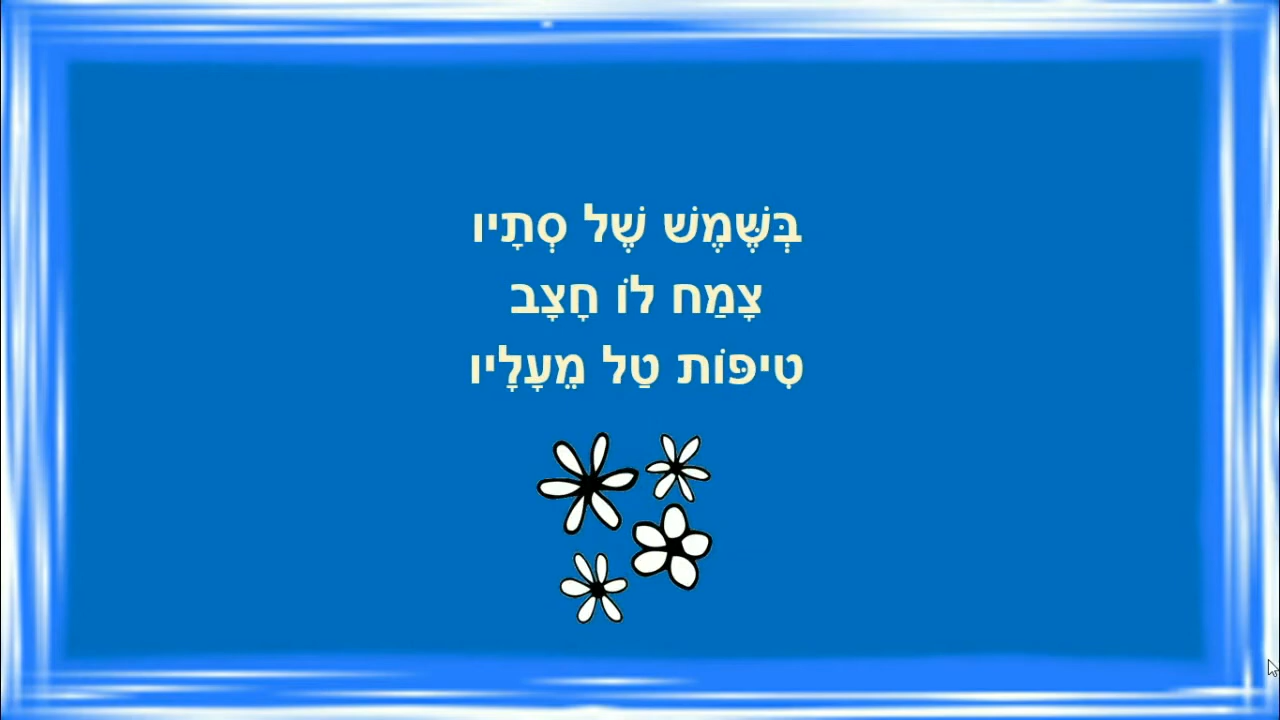 בְּשֶּׁמֶשׁ שֶׁל סְתָיו
צָמַח לוֹ חָצָב
טִיפּוֹת טַל מֵעָלָיו